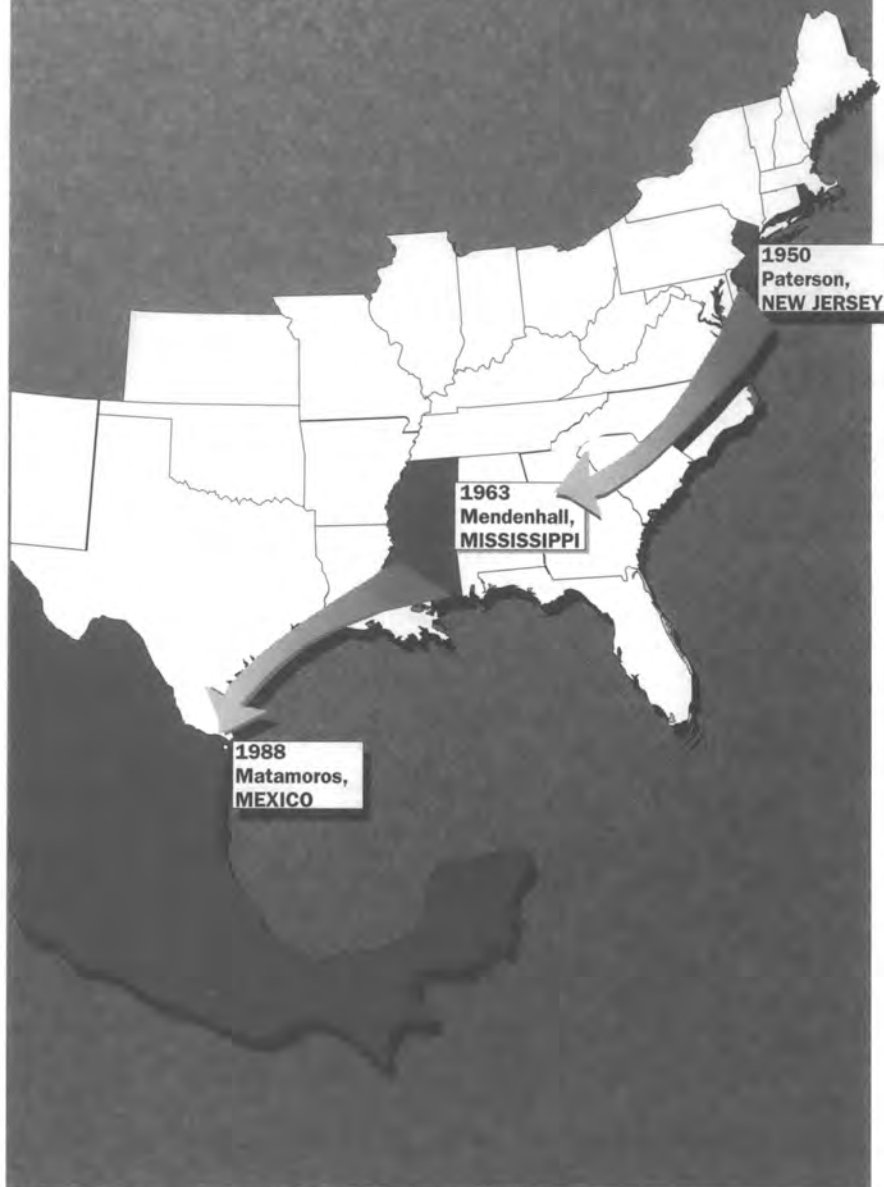 1950
Paterson,
NEW JERSEY
1963
Mendenhall,
MISSISSIPPI
1988
Matamoros,
MEXICO